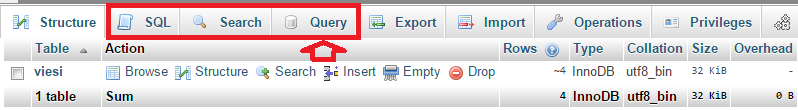 Structure SQL Search Query Export Import Operations Privileges
Table Action Rows Type Collation Size Overhead
viesi Browse Structure Search Insert Empty Drop ~4 InnoDB utf8_bin 32 KiB -
1 table Sum 4 InnoDB utf8_bin 32 KiB 0 B